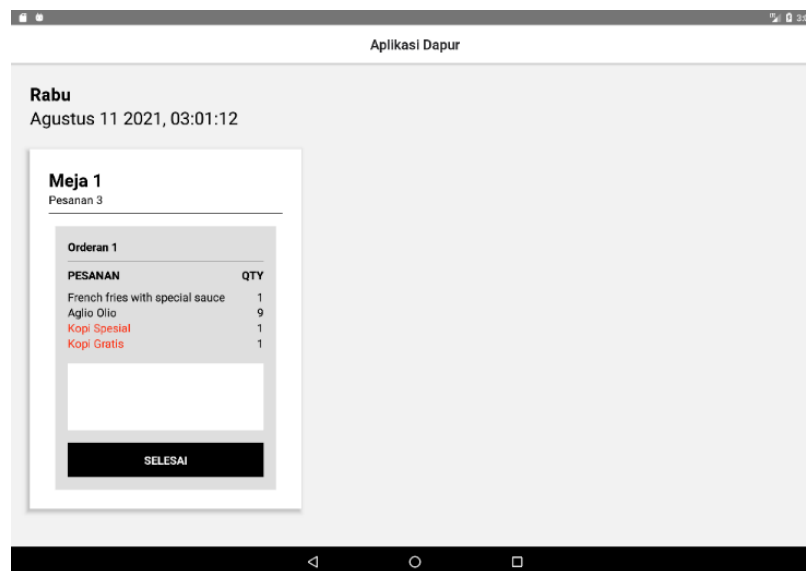 Aplikasi Dapur
Rabu
Agustus 11 2021, 03:01:12
Meja 1
Pesanan 3
Orderan 1
PESANAN QTY
French fries with special sauce 1
Aglio Olio 9
Kopi Spesial 1
Kopi Gratis 1
SELESAI